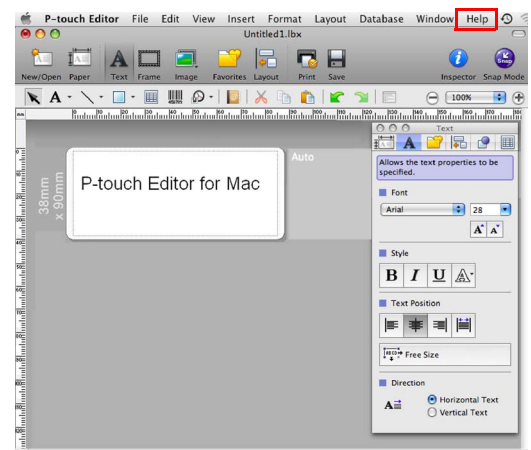 P-touch Editor File Edit View Insert Format Layout Database Window Help
Untitled1.lbx
New/Open Paper Text Frame Image Favorites Layout Print Save Inspector Snap Mode
A 100%
Auto
38mm
x 90mm
P-touch Editor for Mac
Text
Allows the text properties to be
specified.
Font
Arial 28
A A
Style
B I U A
Text Position
Free Size
Direction
A Horizontal Text
Vertical Text